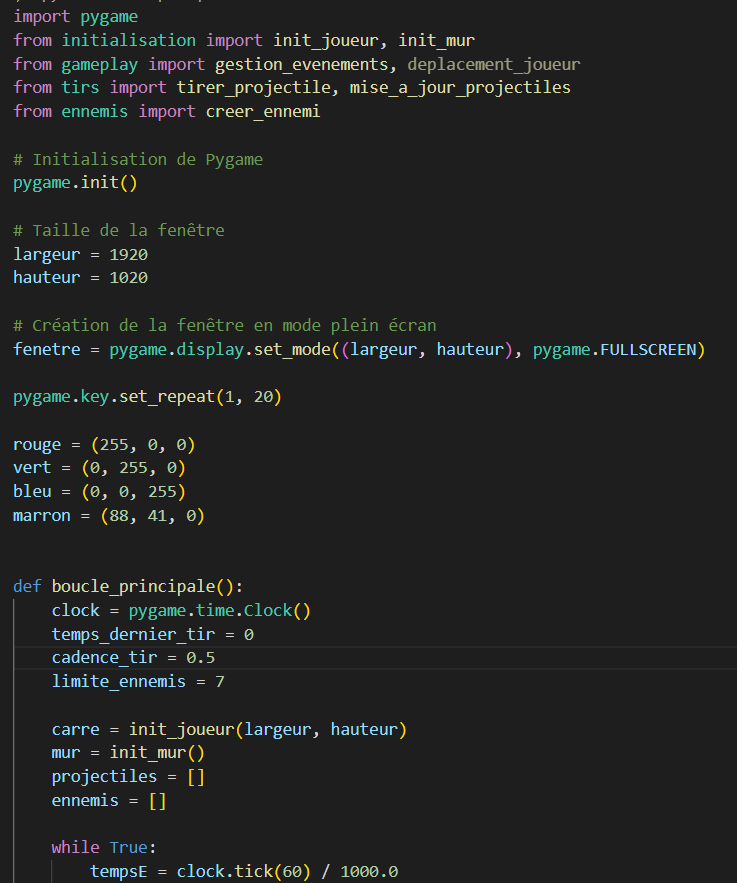 import pygame
from initialisation import init_joueur, init_mur
from gameplay import gestion_evenements, deplacement_joueur
from tirs import tirer_projectile, mise_a_jour_projectiles
from ennemis import creer_ennemi

# Initialisation de Pygame
pygame.init()

# Taille de la fenêtre
largeur = 1920
hauteur = 1020

# Création de la fenêtre en mode plein écran
fenetre = pygame.display.set_mode((largeur, hauteur), pygame.FULLSCREEN)

pygame.key.set_repeat(1, 20)

rouge = (255, 0, 0)
vert = (0, 255, 0)
bleu = (0, 0, 255)
marron = (88, 41, 0)


def boucle_principale():
    clock = pygame.time.Clock()
    temps_dernier_tir = 0
    cadence_tir = 0.5
    limite_ennemis = 7

    carre = init_joueur(largeur, hauteur)
    mur = init_mur()
    projectiles = []
    ennemis = []

    while True:
        tempsE = clock.tick(60) / 1000.0